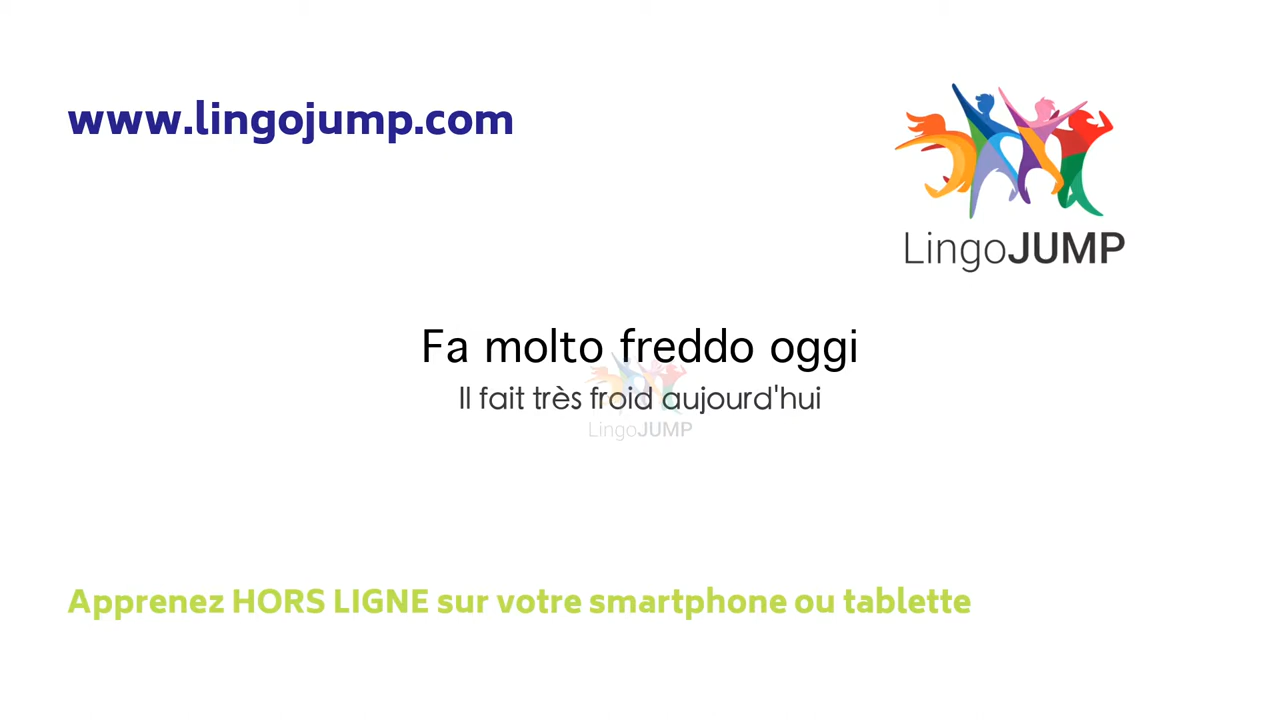 www.lingojump.com
LingoJUMP
Fa molto freddo oggi
Il fait très froid aujourd'hui
LingoJUMP
Apprenez HORS LIGNE sur votre smartphone ou tablette